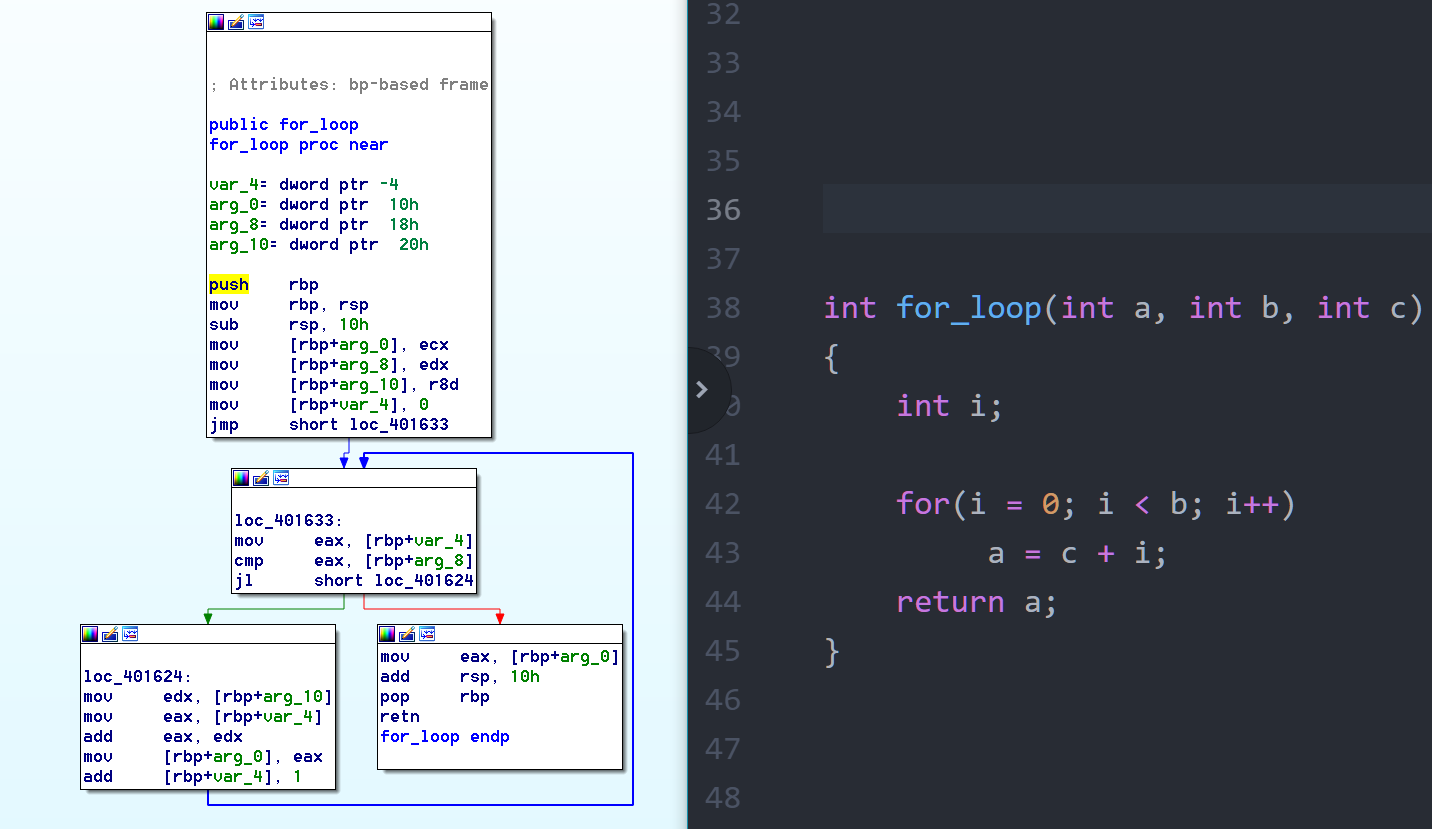 ; Attributes: bp-based frame
public for_loop
for_loop proc near
var_4= dword ptr -4
arg_0= dword ptr  10h
arg_8= dword ptr  18h
arg_10= dword ptr  20h
push    rbp
mov     rbp, rsp
sub     rsp, 10h
mov     [rbp+arg_0], ecx
mov     [rbp+arg_8], edx
mov     [rbp+arg_10], r8d
mov     [rbp+var_4], 0
jmp     short loc_401633
loc_401633:
mov     eax, [rbp+var_4]
cmp     eax, [rbp+arg_8]
jl      short loc_401624
loc_401624:
mov     edx, [rbp+arg_10]
mov     eax, [rbp+var_4]
add     eax, edx
mov     [rbp+arg_0], eax
add     [rbp+var_4], 1
mov     eax, [rbp+arg_0]
add     rsp, 10h
pop     rbp
retn
for_loop endp
32
33
34
35
36
37
38 int for_loop(int a, int b, int c)
39 {
0     int i;
41
42     for(i = 0; i < b; i++)
43          a = c + i;
44     return a;
45 }
46
47
48